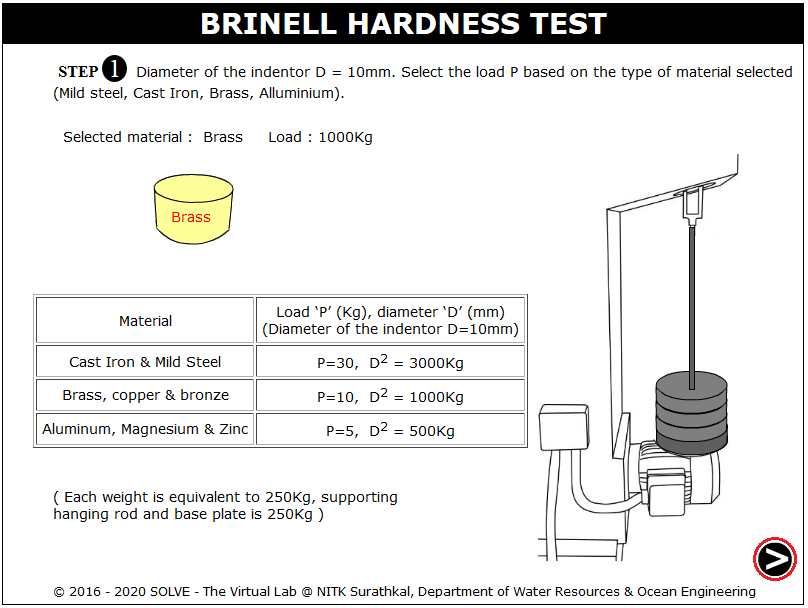 BRINELL HARDNESS TEST
STEP 1 Diameter of the indentor D = 10mm. Select the load P based on the type of material selected
(Mild steel, Cast Iron, Brass, Alluminium).
Selected material : Brass Load : 1000Kg
Brass
Material
Load ‘P’ (Kg), diameter ‘D’ (mm)
(Diameter of the indentor D=10mm)
Cast Iron & Mild Steel P=30, D² = 3000Kg
Brass, copper & bronze P=10, D² = 1000Kg
Aluminum, Magnesium & Zinc P=5, D² = 500Kg
( Each weight is equivalent to 250Kg, supporting
hanging rod and base plate is 250Kg )
© 2016 - 2020 SOLVE - The Virtual Lab @ NITK Surathkal, Department of Water Resources & Ocean Engineering